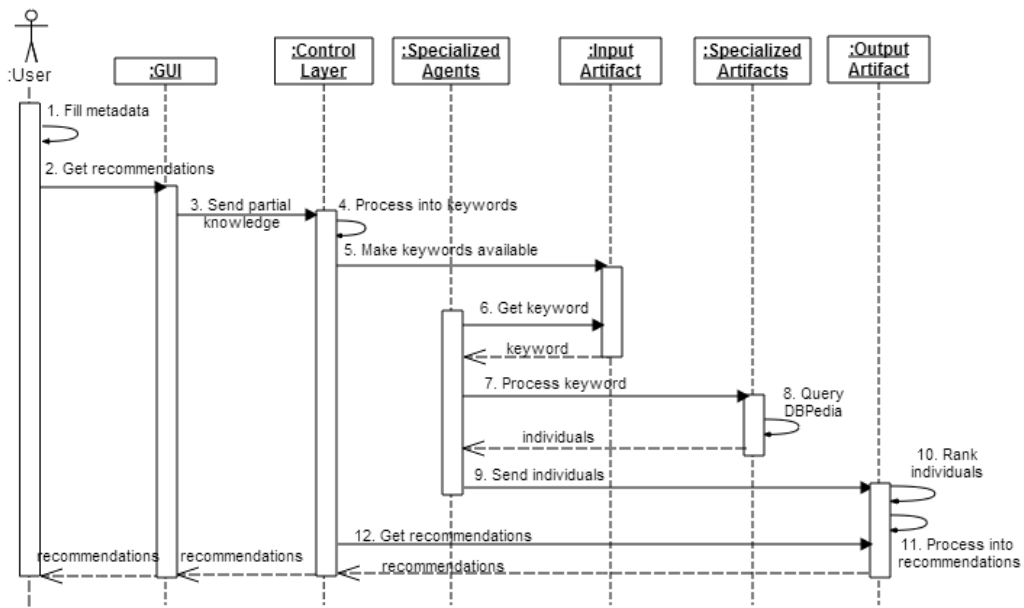 :User
:GUI
:Control
Layer
:Specialized
Agents
:Input
Artifact
:Specialized
Artifacts
:Output
Artifact
1. Fill metadata
2. Get recommendations
3. Send partial
knowledge
4. Process into keywords
5. Make keywords available
6. Get keyword
keyword
7. Process keyword
8. Query
DBPedia
individuals
9. Send individuals
10. Rank
individuals
11. Process into
recommendations
12. Get recommendations
recommendations
recommendations
recommendations